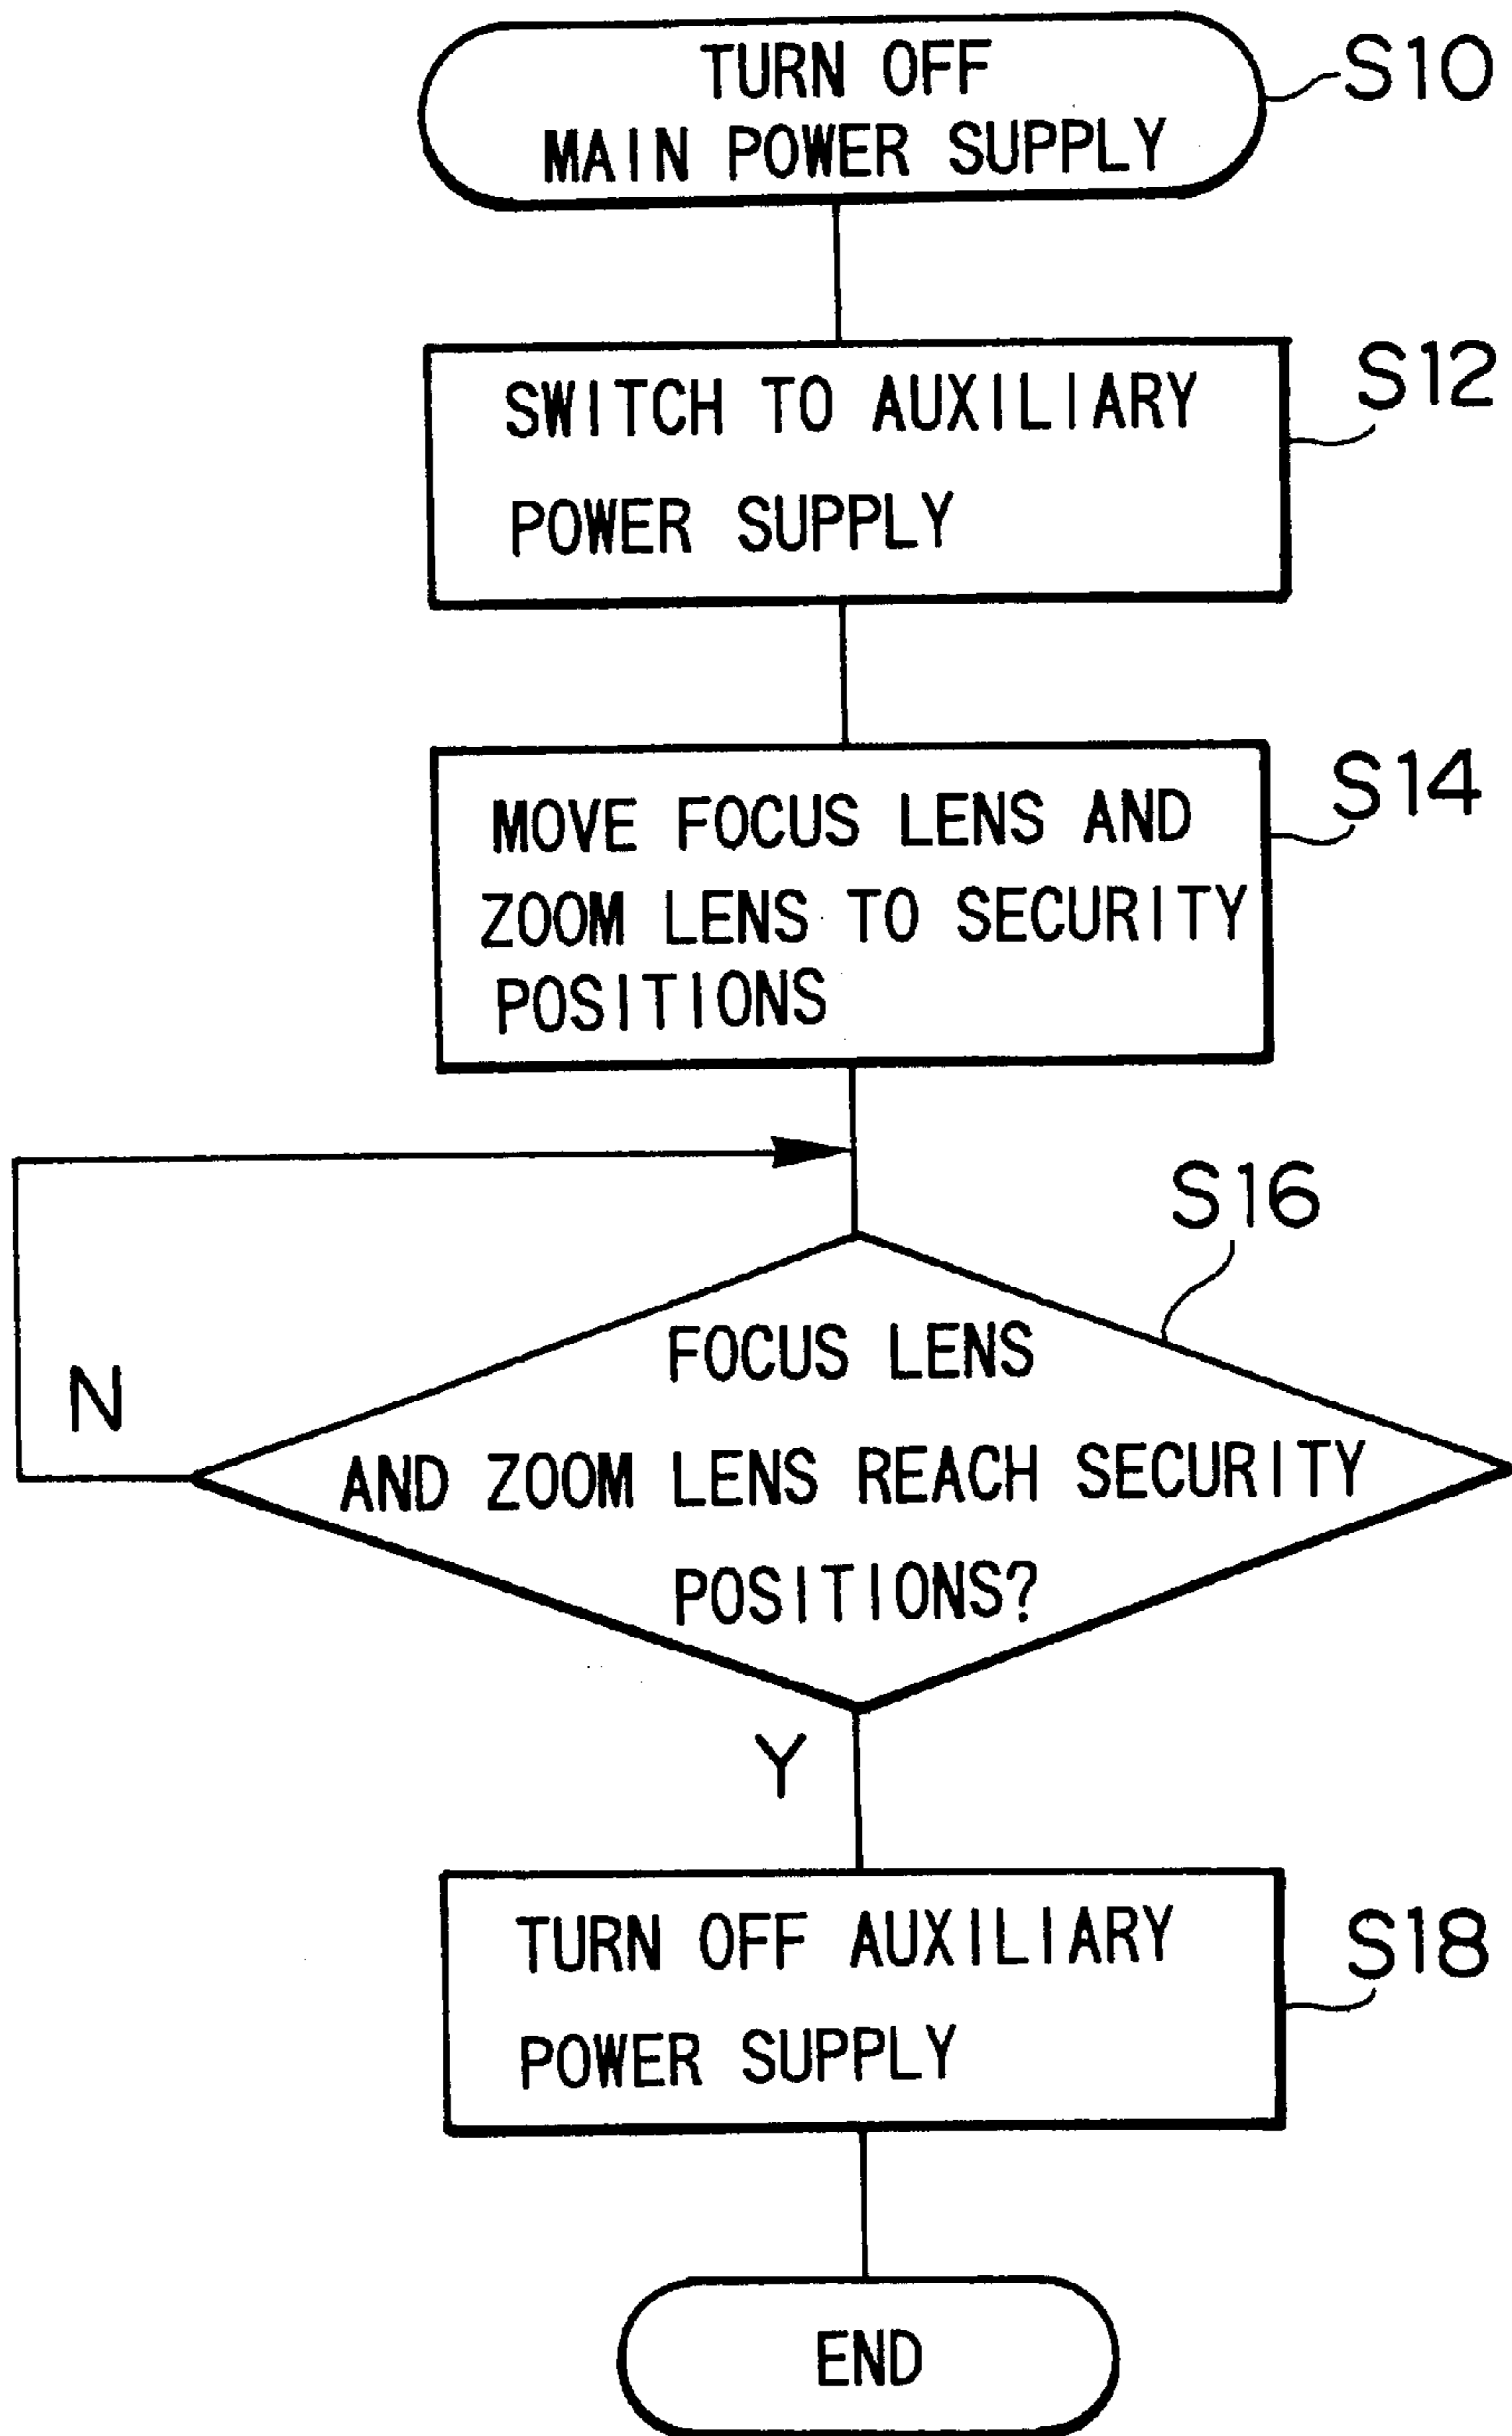 TURN OFF
MAIN POWER SUPPLY
S10
SWITCH TO AUXILIARY
POWER SUPPLY
S12
MOVE FOCUS LENS AND
ZOOM LENS TO SECURITY
POSITIONS
S14
S16
FOCUS LENS
AND ZOOM LENS REACH SECURITY
POSITIONS?
N
Y
TURN OFF AUXILIARY
POWER SUPPLY
S18
END